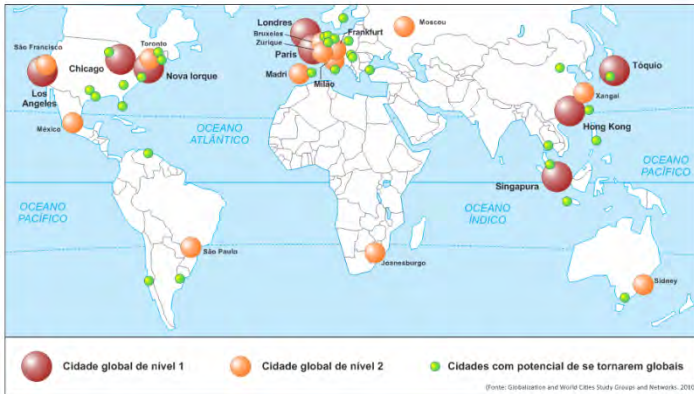 Moscou
Londres
Bruxelas
Zurique
Frankfurt
Paris
São Francisco
Toronto
Chicago
Nova Iorque
Los
Angeles
Madri
Milão
Tóquio
Xangai
Hong Kong
México
OCEANO
ATLÂNTICO
OCEANO
PACÍFICO
OCEANO
PACÍFICO
Singapura
OCEANO
ÍNDICO
São Paulo
Joanesburgo
Sidney
Cidade global de nível 1
Cidade global de nível 2
Cidades com potencial de se tornarem globais
(Fonte: Globalization and World Cities Study Groups and Networks. 2010